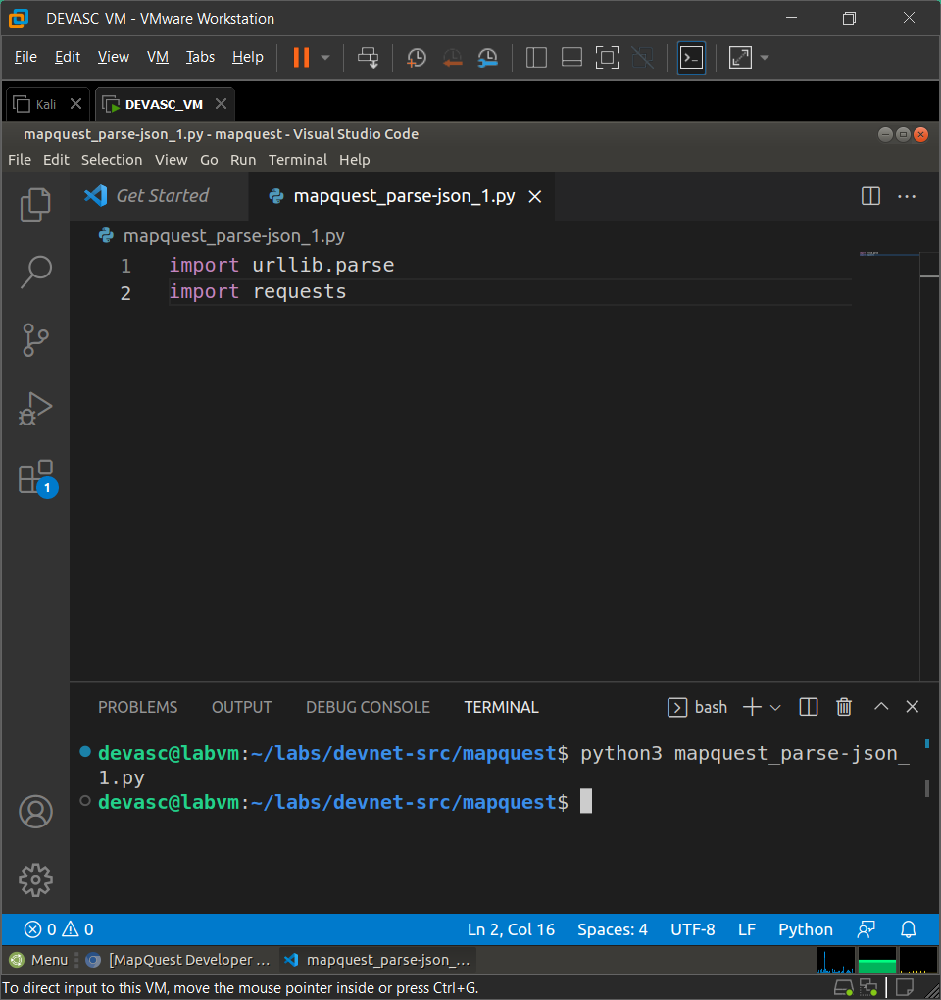 DEVASC_VM - VMware Workstation
File Edit View VM Tabs Help
Kali DEVASC_VM
mapquest_parse-json_1.py - mapquest - Visual Studio Code
File Edit Selection View Go Run Terminal Help
Get Started mapquest_parse-json_1.py
mapquest_parse-json_1.py
1 import urllib.parse
2 import requests
1
PROBLEMS OUTPUT DEBUG CONSOLE TERMINAL bash
devasc@labvm:~/labs/devnet-src/mapquest$ python3 mapquest_parse-json_
1.py
devasc@labvm:~/labs/devnet-src/mapquest$
0 0 Ln 2, Col 16 Spaces: 4 UTF-8 LF Python
Menu [MapQuest Developer ... mapquest_parse-json_...
To direct input to this VM, move the mouse pointer inside or press Ctrl+G.